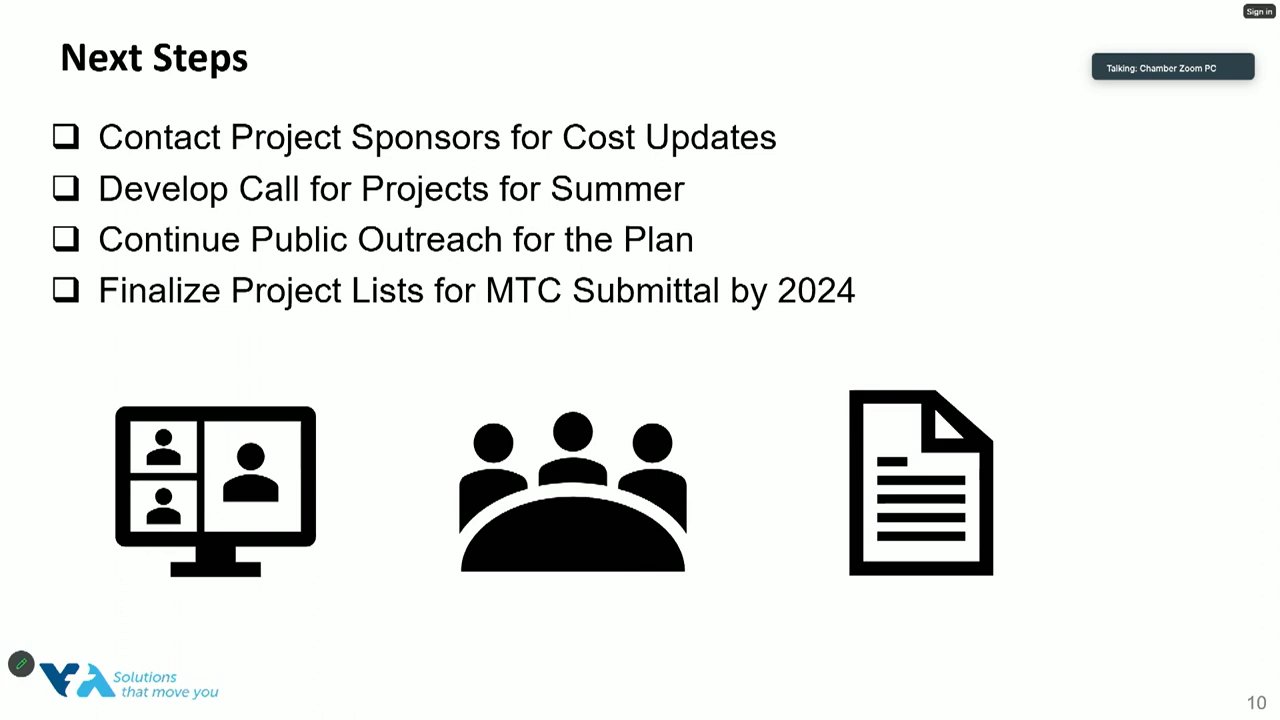 Sign in
Next Steps
Talking: Chamber Zoom PC
Contact Project Sponsors for Cost Updates
Develop Call for Projects for Summer
Continue Public Outreach for the Plan
Finalize Project Lists for MTC Submittal by 2024
VTA
Solutions
that move you
10